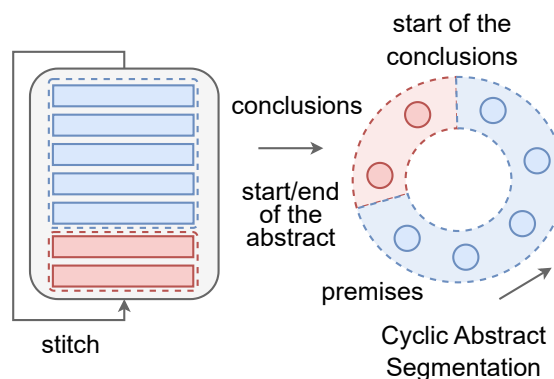 start of the
conclusions
conclusions
start/end
of the
abstract
premises
stitch
Cyclic Abstract
Segmentation